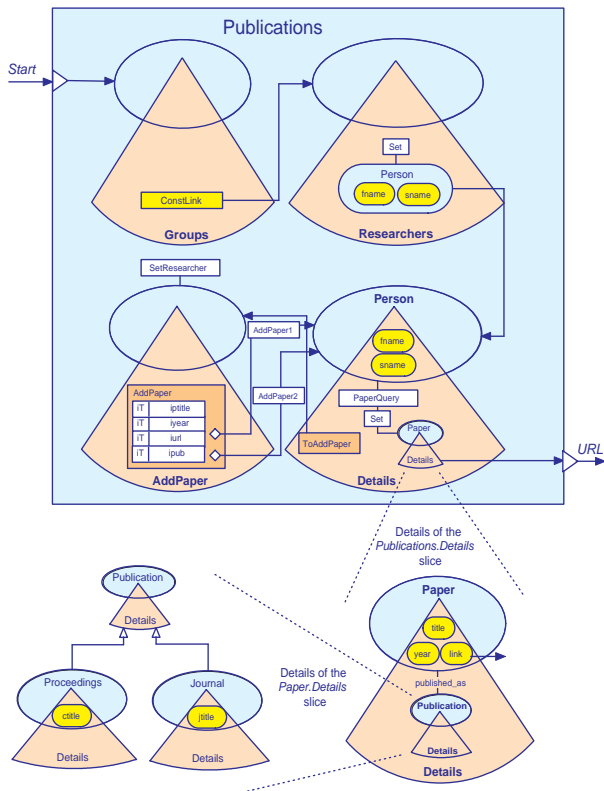 Publications
Start
ConstLink
Groups
Set
Person
fname
sname
Researchers
SetResearcher
AddPaper
iT iptitle
iT iyear
iT iurl
iT ipub
AddPaper
AddPaper1
AddPaper2
Person
fname
sname
PaperQuery
Set
Paper
Details
ToAddPaper
Details
URL
Details of the
Publications.Details
slice
Publication
Details
Proceedings
ctitle
Details
Journal
jtitle
Details
Details of the
Paper.Details
slice
Paper
title
year link
published_as
Publication
Details
Details